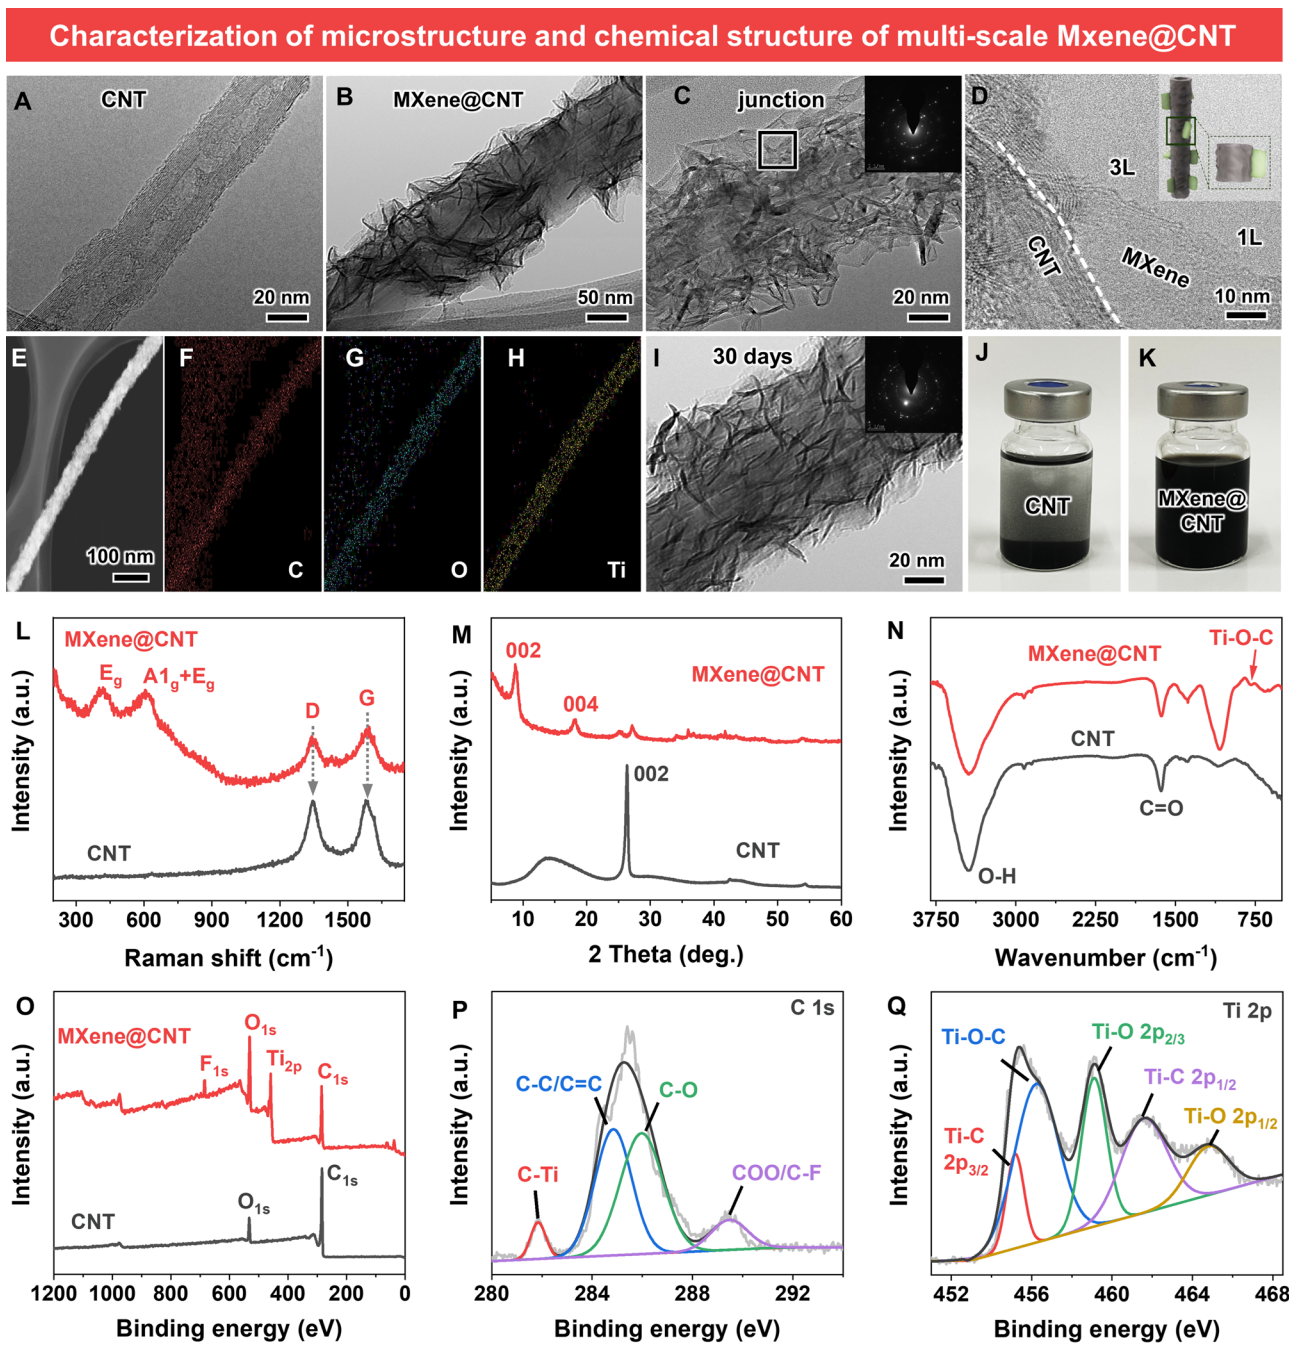 Characterization of microstructure and chemical structure of multi-scale Mxene@CNT
A
CNT
20 nm
B
MXene@CNT
50 nm
C
junction
20 nm
D
3L
1L
CNT
MXene
10 nm
E
100 nm
F
C
G
O
H
Ti
I
30 days
20 nm
J
CNT
K
MXene@
CNT
L
MXene@CNT
E_g
A1_g+E_g
D
G
CNT
Intensity (a.u.)
300 600 900 1200 1500
Raman shift (cm⁻¹)
M
002
004
MXene@CNT
002
CNT
Intensity (a.u.)
10 20 30 40 50 60
2 Theta (deg.)
N
Ti-O-C
MXene@CNT
CNT
C=O
O-H
Intensity (a.u.)
3750 3000 2250 1500 750
Wavenumber (cm⁻¹)
O
MXene@CNT
O₁ₛ
F₁ₛ
Ti₂ₚ
C₁ₛ
C₁ₛ
O₁ₛ
CNT
Intensity (a.u.)
1200 1000 800 600 400 200 0
Binding energy (eV)
P
C 1s
C-C/C=C
C-O
C-Ti
COO/C-F
Intensity (a.u.)
280 284 288 292
Binding energy (eV)
Q
Ti 2p
Ti-O-C
Ti-O 2p₂/₃
Ti-C 2p₁/₂
Ti-O 2p₁/₂
Ti-C
2p₃/₂
Intensity (a.u.)
452 456 460 464 468
Binding energy (eV)